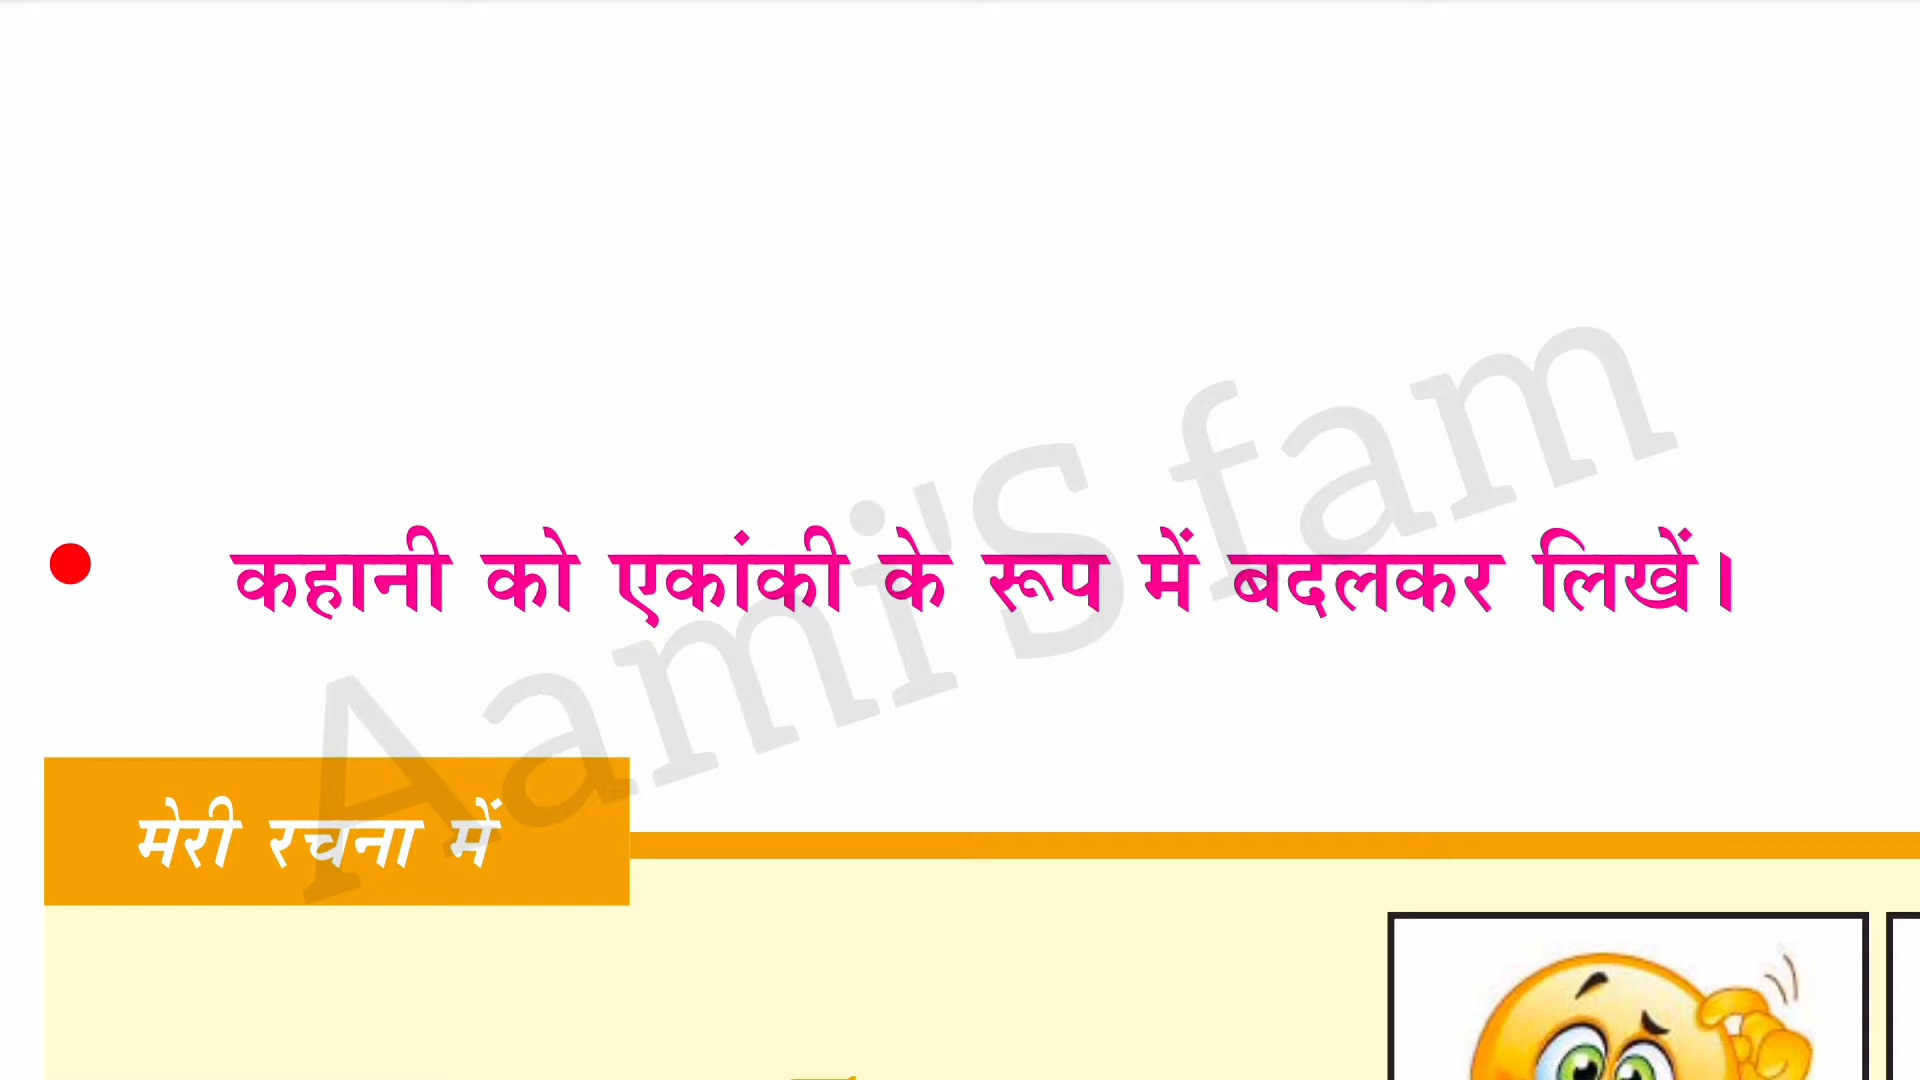 कहानी को एकांकी के रूप में बदलकर लिखें।
Aami'S fam
मेरी रचना में